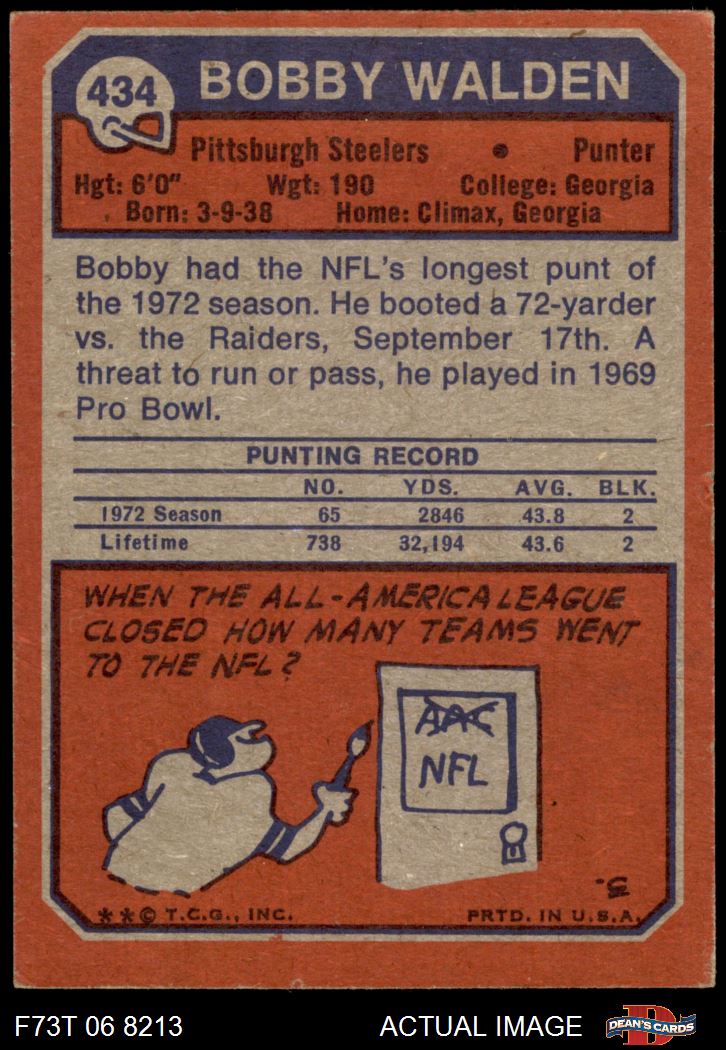 434
BOBBY WALDEN
Pittsburgh Steelers • Punter
Hgt: 6'0" Wgt: 190 College: Georgia
Born: 3-9-38 Home: Climax, Georgia
Bobby had the NFL's longest punt of
the 1972 season. He booted a 72-yarder
vs. the Raiders, September 17th. A
threat to run or pass, he played in 1969
Pro Bowl.
PUNTING RECORD
NO. YDS. AVG. BLK.
1972 Season 65 2846 43.8 2
Lifetime 738 32,194 43.6 2
WHEN THE ALL-AMERICA LEAGUE
CLOSED HOW MANY TEAMS WENT
TO THE NFL?
AAC
NFL
3.
**© T.C.G., INC. PRTD. IN U.S.A.
F73T 06 8213 ACTUAL IMAGE
D
DEAN'S CARDS